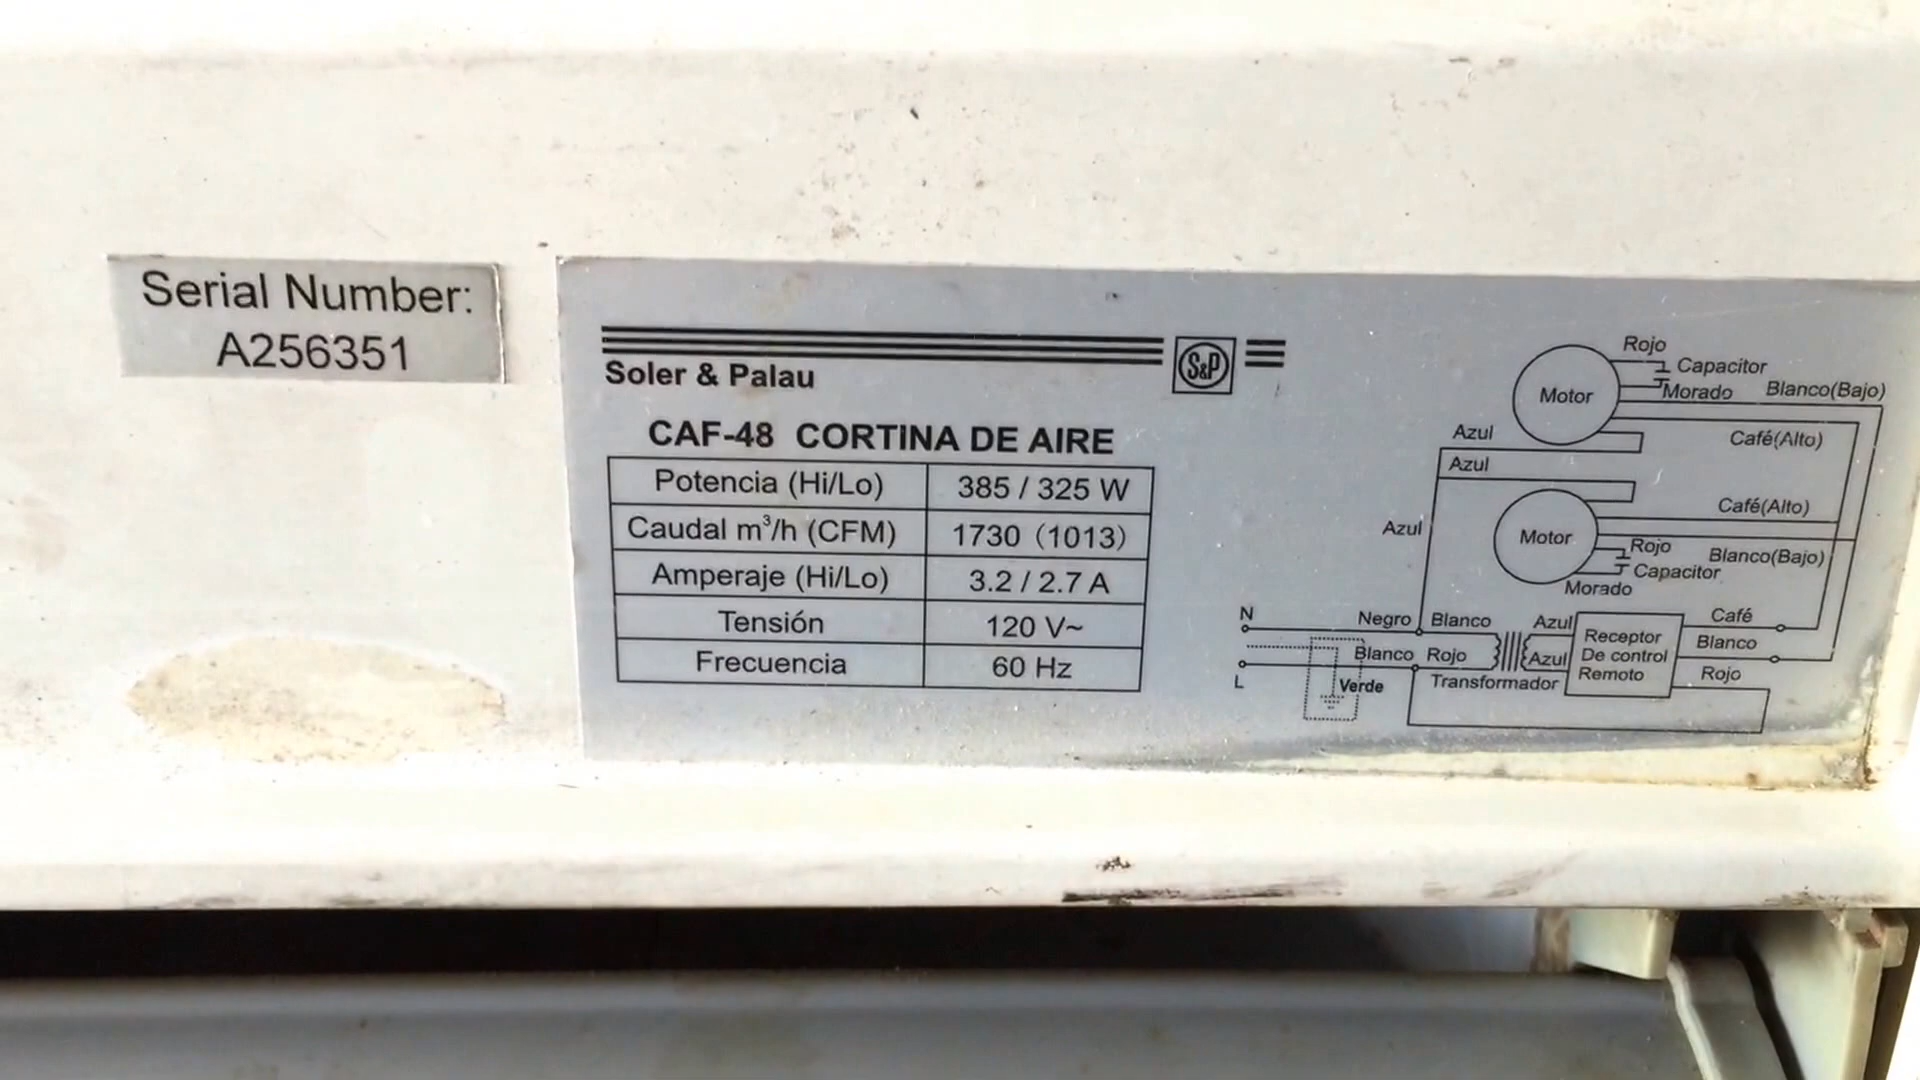 Serial Number:
A256351
Soler & Palau
S&P
CAF-48 CORTINA DE AIRE
Potencia (Hi/Lo) 385 / 325 W
Caudal m³/h (CFM) 1730 (1013)
Amperaje (Hi/Lo) 3.2 / 2.7 A
Tensión 120 V~
Frecuencia 60 Hz
Rojo
Capacitor
Motor
Morado
Blanco(Bajo)
Azul
Café(Alto)
Azul
Café(Alto)
Azul
Motor
Rojo
Blanco(Bajo)
Capacitor
Morado
N
Negro Blanco Azul
Café
Receptor
De control
Remoto
Blanco
Blanco Rojo Azul
L
Verde
Transformador
Rojo